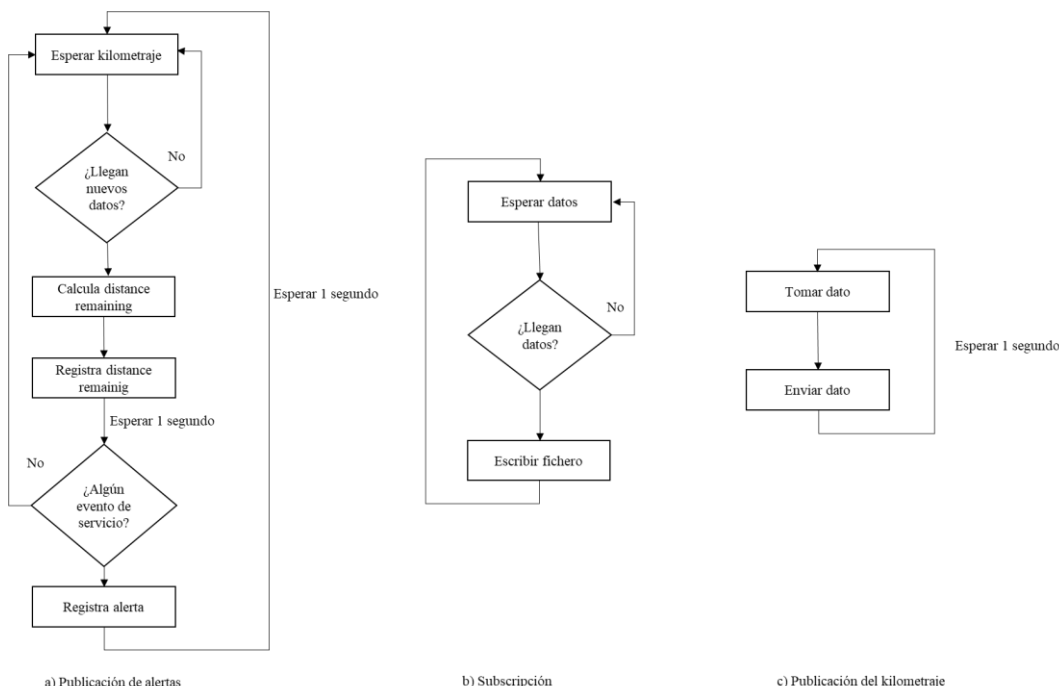 Esperar kilometraje
No
¿Llegan
nuevos
datos?
Calcula distance
remaining
Registra distance
remainig
Esperar 1 segundo
No
¿Algún
evento de
servicio?
Registra alerta
Esperar 1 segundo
a) Publicación de alertas
Esperar datos
No
¿Llegan
datos?
Escribir fichero
b) Subscripción
Tomar dato
Esperar 1 segundo
Enviar dato
c) Publicación del kilometraje